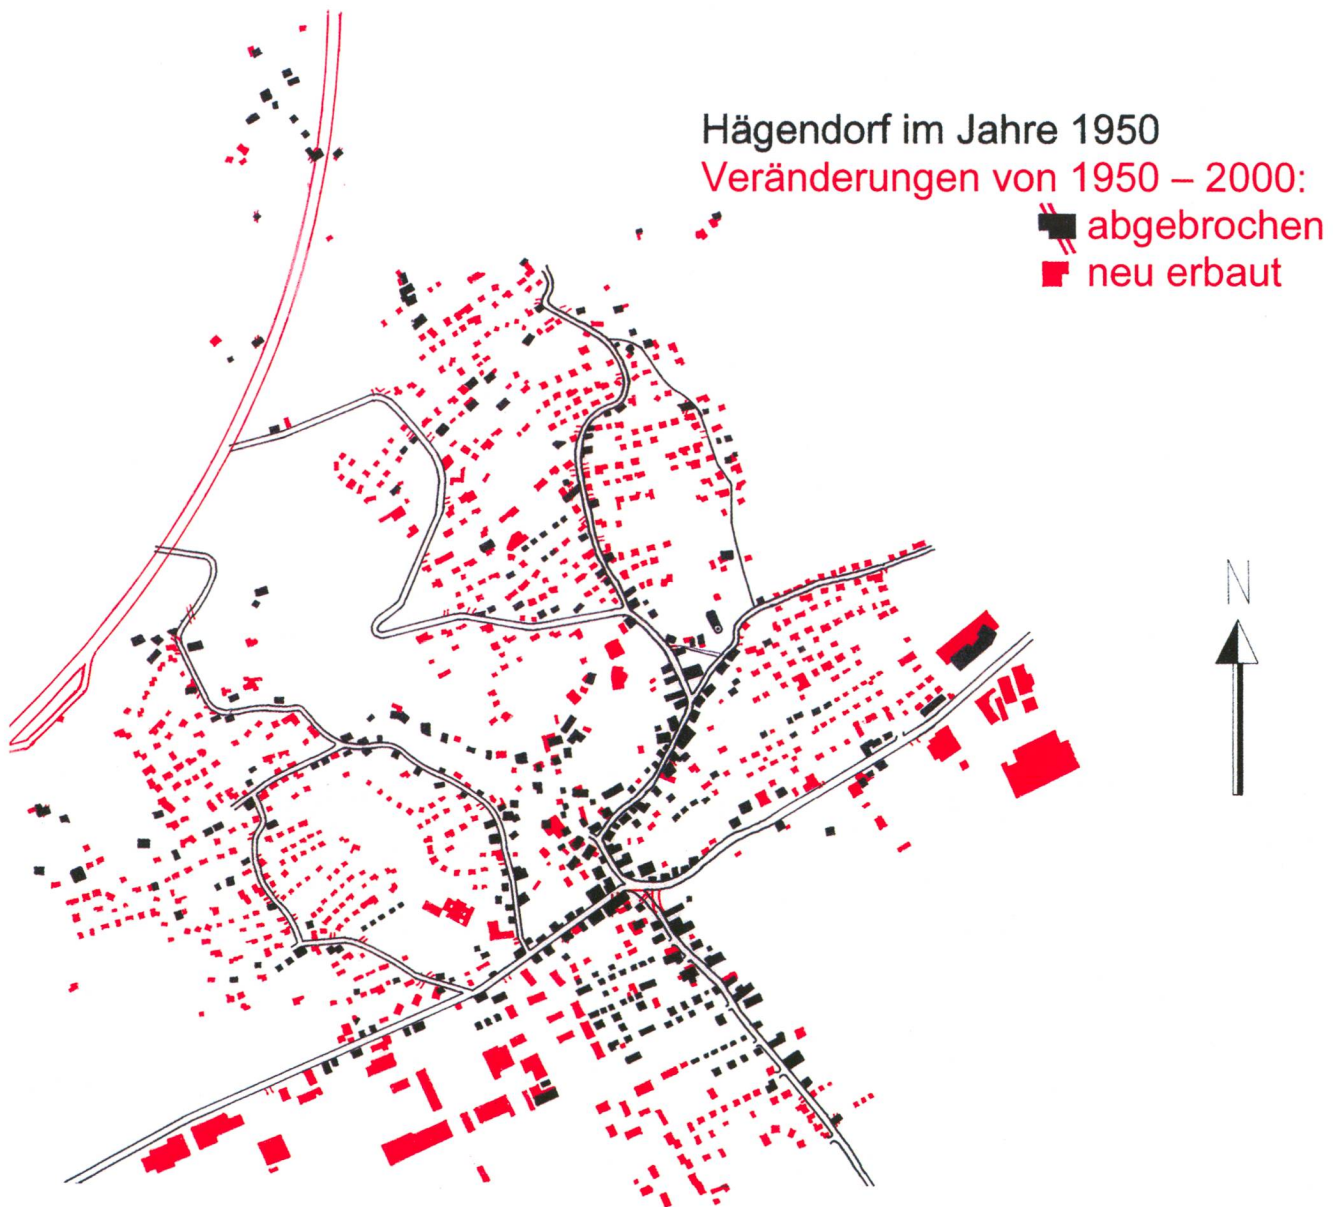 Hägendorf im Jahre 1950
Veränderungen von 1950 – 2000:
abgebrochen
neu erbaut
N